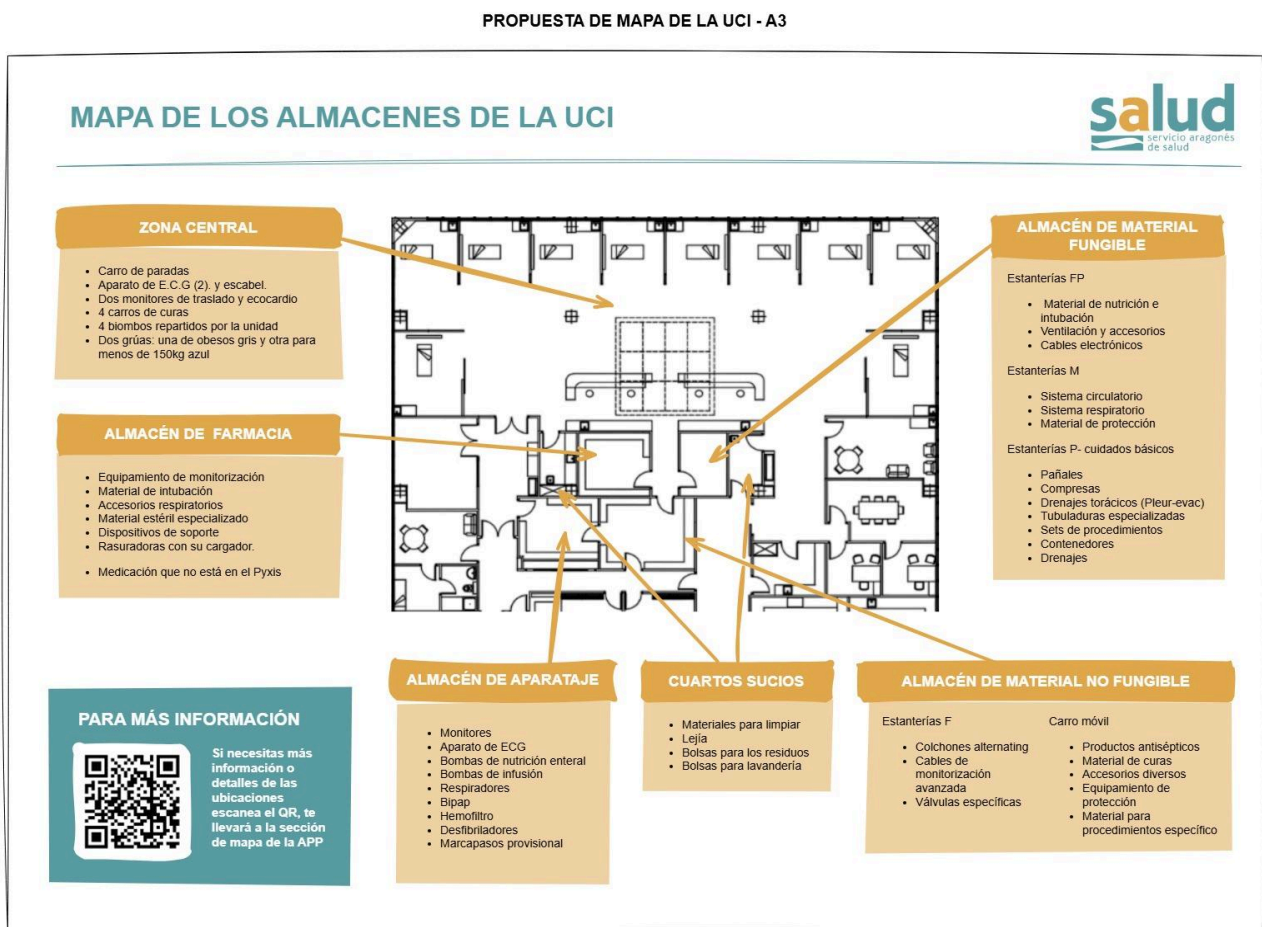 PROPUESTA DE MAPA DE LA UCI - A3
MAPA DE LOS ALMACENES DE LA UCI
salud
servicio aragonés
de salud
ZONA CENTRAL
• Carro de paradas
• Aparato de E.C.G (2). y escabel.
• Dos monitores de traslado y ecocardio
• 4 carros de curas
• 4 biombos repartidos por la unidad
• Dos grúas: una de obesos gris y otra para
menos de 150kg azul
ALMACÉN DE FARMACIA
• Equipamiento de monitorización
• Material de intubación
• Accesorios respiratorios
• Material estéril especializado
• Dispositivos de soporte
• Rasuradoras con su cargador.
• Medicación que no está en el Pyxis
ALMACÉN DE MATERIAL
FUNGIBLE
Estanterías FP
• Material de nutrición e
intubación
• Ventilación y accesorios
• Cables electrónicos
Estanterías M
• Sistema circulatorio
• Sistema respiratorio
• Material de protección
Estanterías P- cuidados básicos
• Pañales
• Compresas
• Drenajes torácicos (Pleur-evac)
• Tubuladuras especializadas
• Sets de procedimientos
• Contenedores
• Drenajes
PARA MÁS INFORMACIÓN
Si necesitas más
información o
detalles de las
ubicaciones
escanea el QR, te
llevará a la sección
de mapa de la APP
ALMACÉN DE APARATAJE
• Monitores
• Aparato de ECG
• Bombas de nutrición enteral
• Bombas de infusión
• Respiradores
• Bipap
• Hemofiltro
• Desfibriladores
• Marcapasos provisional
CUARTOS SUCIOS
• Materiales para limpiar
• Lejía
• Bolsas para los residuos
• Bolsas para lavandería
ALMACÉN DE MATERIAL NO FUNGIBLE
Estanterías F
• Colchones alternating
• Cables de
monitorización
avanzada
• Válvulas específicas
Carro móvil
• Productos antisépticos
• Material de curas
• Accesorios diversos
• Equipamiento de
protección
• Material para
procedimientos específico